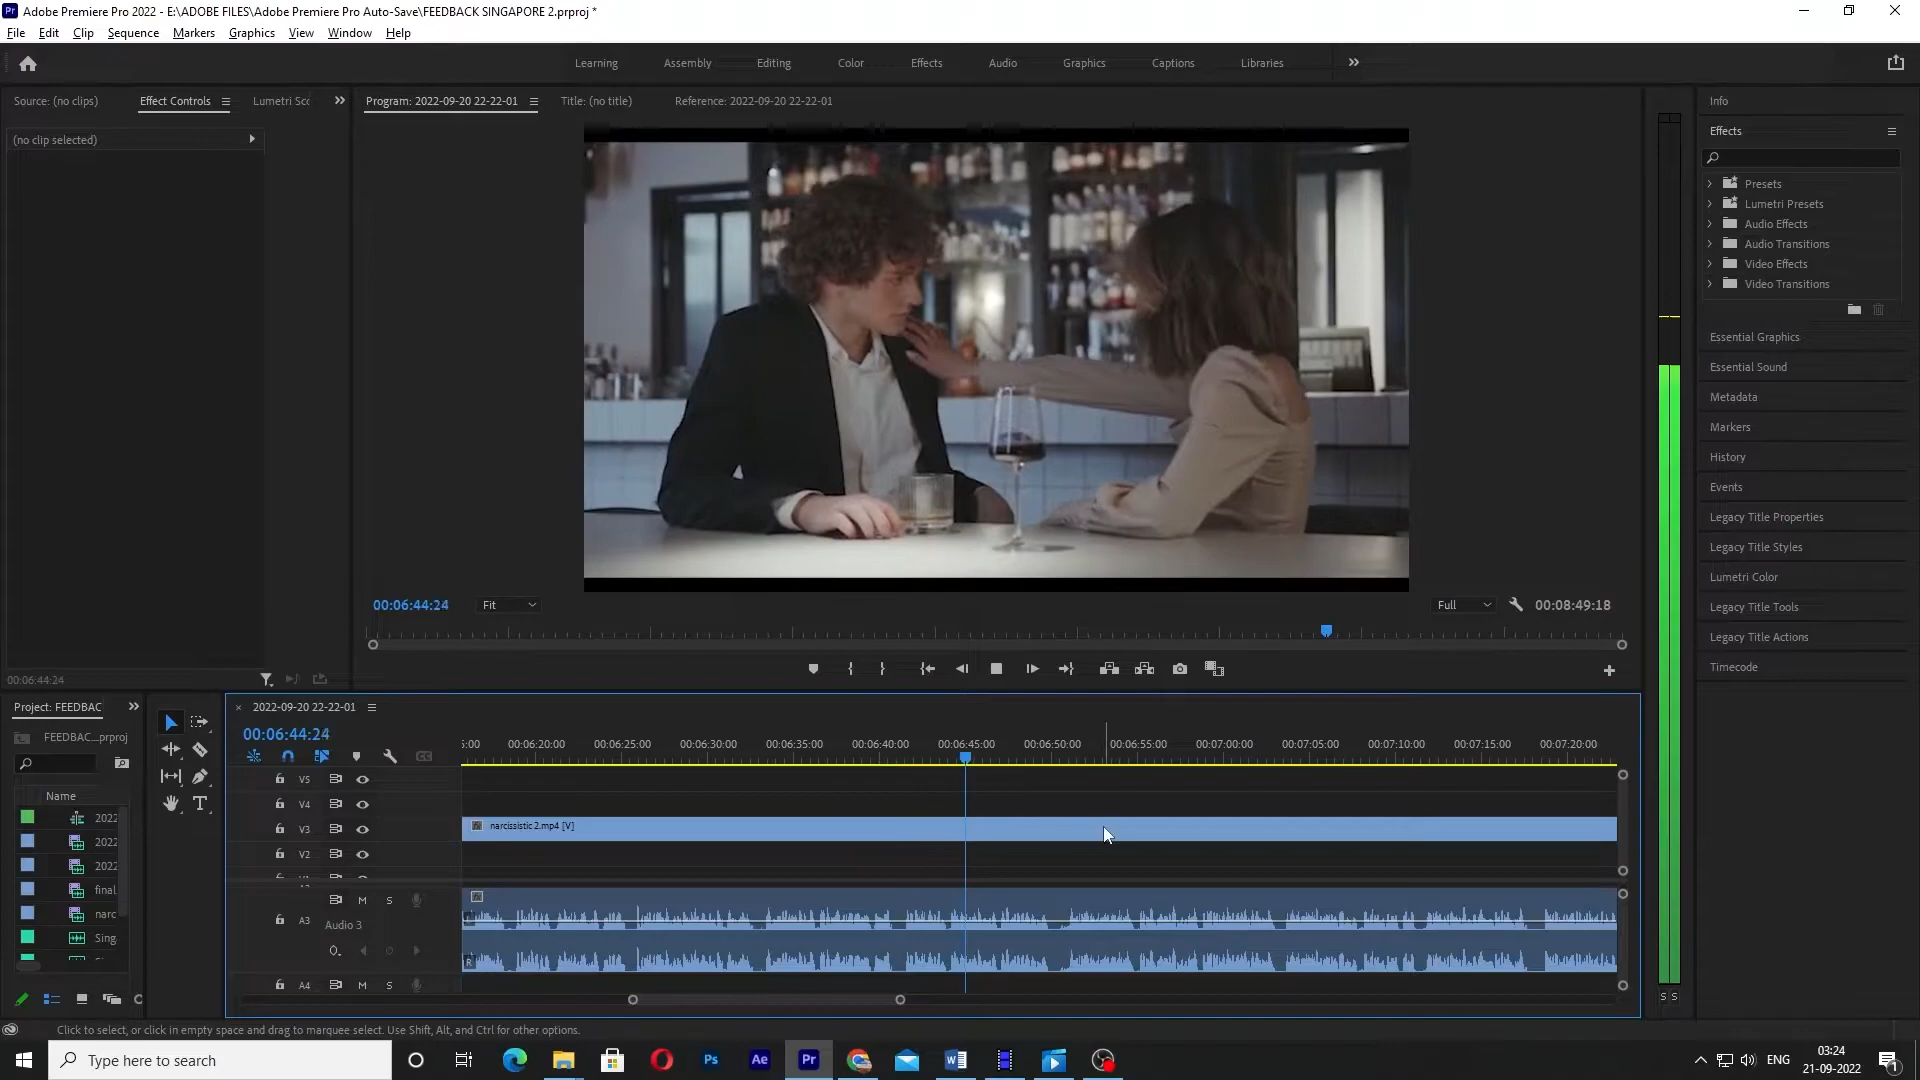 Pr Adobe Premiere Pro 2022 - E:\ADOBE FILES\Adobe Premiere Pro Auto-Save\FEEDBACK SINGAPORE 2.prproj *
File Edit Clip Sequence Markers Graphics View Window Help
Learning Assembly Editing Color Effects Audio Graphics Captions Libraries
Source: (no clips) Effect Controls Lumetri Sc
Program: 2022-09-20 22-22-01 Title: (no title) Reference: 2022-09-20 22-22-01
(no clip selected)
Info
Effects
Presets
Lumetri Presets
Audio Effects
Audio Transitions
Video Effects
Video Transitions
Essential Graphics
Essential Sound
Metadata
Markers
History
Events
Legacy Title Properties
Legacy Title Styles
Lumetri Color
Legacy Title Tools
Legacy Title Actions
Timecode
00:06:44:24 Fit Full 00:08:49:18
00:06:44:24
Project: FEEDBAC
FEEDBAC...prproj
Name
2022
2022
2022
final
narc
Sing
2022-09-20 22-22-01
00:06:44:24
5:00 00:06:20:00 00:06:25:00 00:06:30:00 00:06:35:00 00:06:40:00 00:06:45:00 00:06:50:00 00:06:55:00 00:07:00:00 00:07:05:00 00:07:10:00 00:07:15:00 00:07:20:00
V5
V4
V3 narcissistic 2.mp4 [V]
V2
M S
A3
Audio 3
R
A4 M S
S S
Click to select, or click in empty space and drag to marquee select. Use Shift, Alt, and Ctrl for other options.
Type here to search
Ps Ae Pr
ENG
03:24
21-09-2022
1